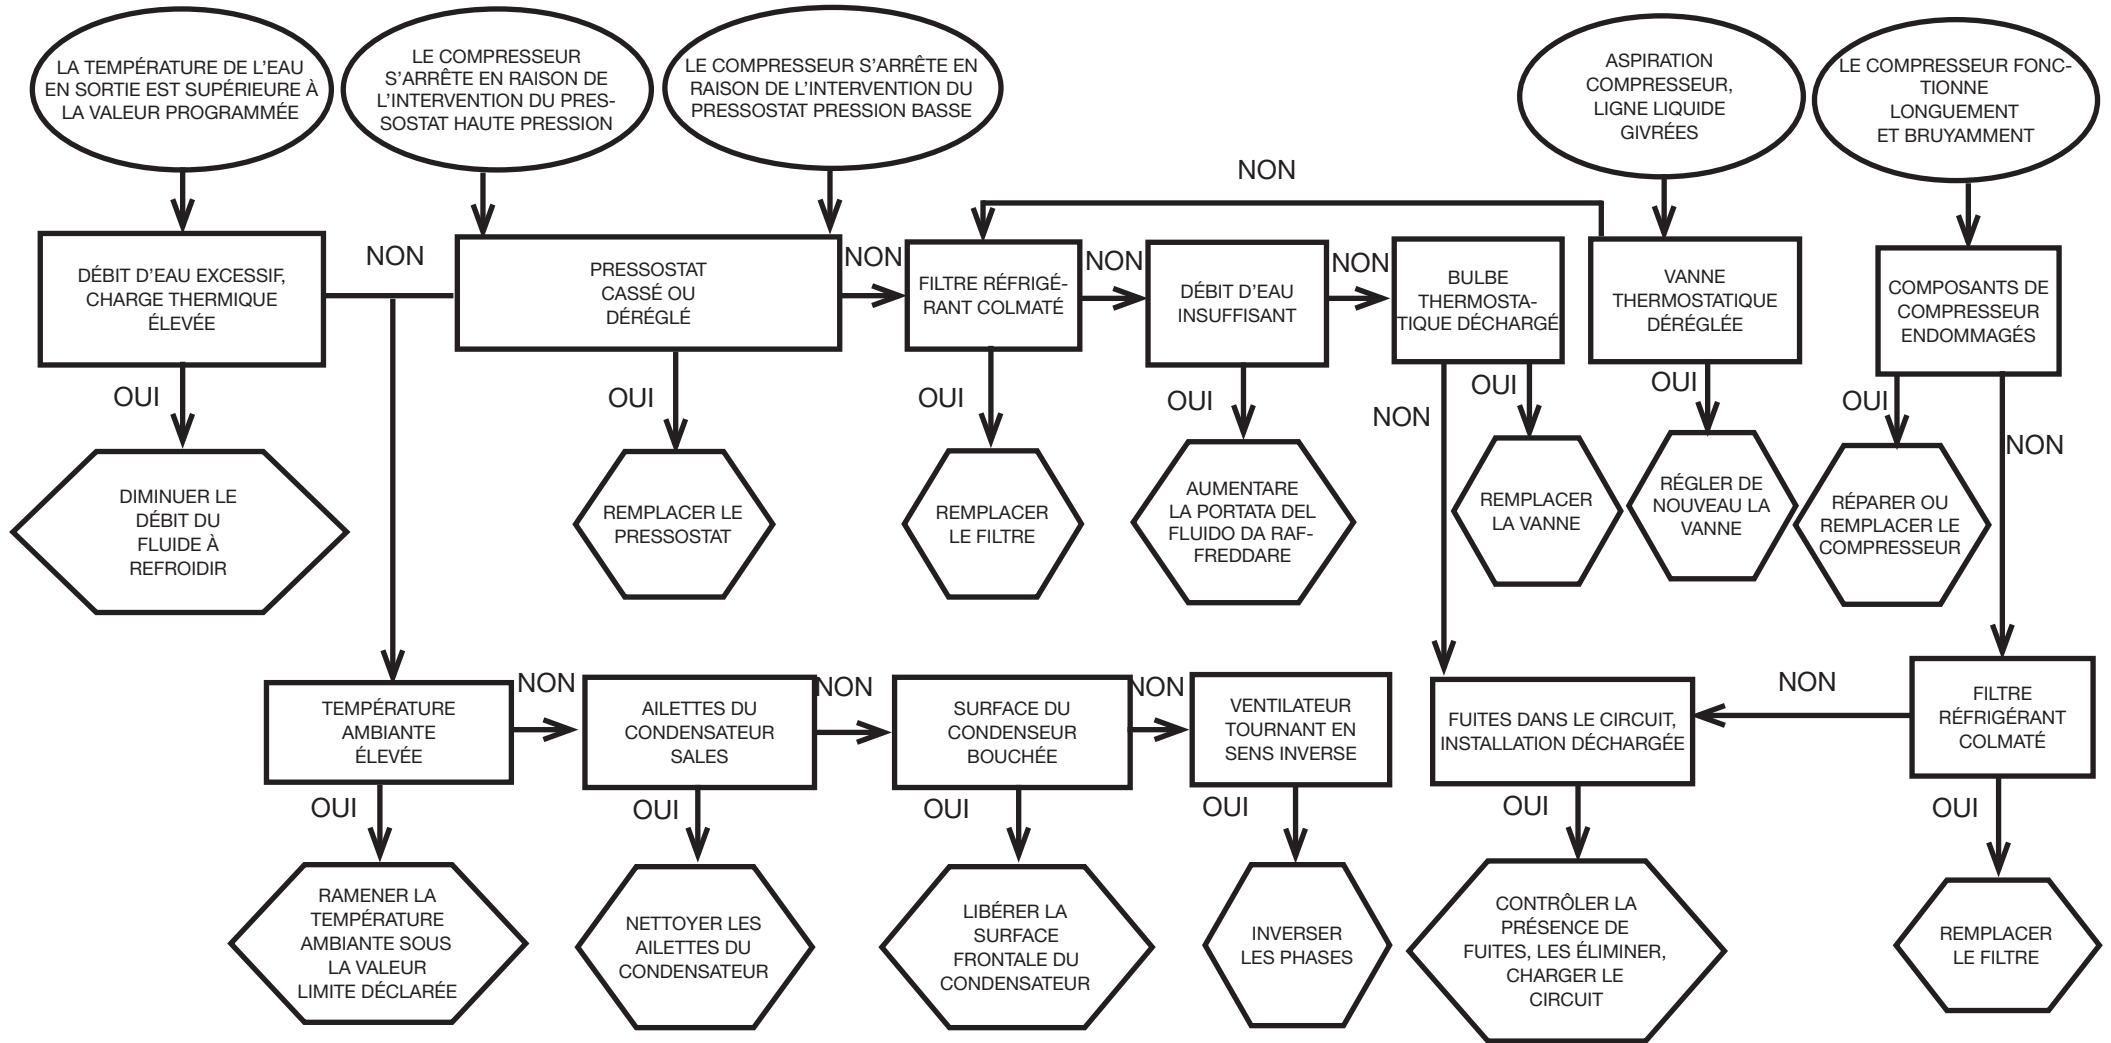 LA TEMPÉRATURE DE L'EAU
EN SORTIE EST SUPÉRIEURE À
LA VALEUR PROGRAMMÉE
LE COMPRESSEUR
S'ARRÊTE EN RAISON DE
L'INTERVENTION DU PRES-
SOSTAT HAUTE PRESSION
LE COMPRESSEUR S'ARRÊTE EN
RAISON DE L'INTERVENTION DU
PRESSOSTAT PRESSION BASSE
ASPIRATION
COMPRESSEUR,
LIGNE LIQUIDE
GIVRÉES
LE COMPRESSEUR FONC-
TIONNE
LONGUEMENT
ET BRUYAMMENT
NON
DÉBIT D'EAU EXCESSIF,
CHARGE THERMIQUE
ÉLEVÉE
NON
PRESSOSTAT
CASSÉ OU
DÉRÉGLÉ
NON
FILTRE RÉFRIGÉ-
RANT COLMATÉ
NON
DÉBIT D'EAU
INSUFFISANT
NON
BULBE
THERMOSTA-
TIQUE DÉCHARGÉ
VANNE
THERMOSTATIQUE
DÉRÉGLÉE
COMPOSANTS DE
COMPRESSEUR
ENDOMMAGÉS
OUI
OUI
OUI
OUI
NON
OUI
OUI
OUI
NON
DIMINUER LE
DÉBIT DU
FLUIDE À
REFROIDIR
REMPLACER LE
PRESSOSTAT
REMPLACER
LE FILTRE
AUMENTARE
LA PORTATA DEL
FLUIDO DA RAF-
FREDDARE
REMPLACER
LA VANNE
RÉGLER DE
NOUVEAU LA
VANNE
RÉPARER OU
REMPLACER LE
COMPRESSEUR
TEMPÉRATURE
AMBIANTE
ÉLEVÉE
NON
AILETTES DU
CONDENSATEUR
SALES
NON
SURFACE DU
CONDENSEUR
BOUCHÉE
NON
VENTILATEUR
TOURNANT EN
SENS INVERSE
FUITES DANS LE CIRCUIT,
INSTALLATION DÉCHARGÉE
NON
FILTRE
RÉFRIGÉRANT
COLMATÉ
OUI
OUI
OUI
OUI
OUI
OUI
RAMENER LA
TEMPÉRATURE
AMBIANTE SOUS
LA VALEUR
LIMITE DÉCLARÉE
NETTOYER LES
AILETTES DU
CONDENSATEUR
LIBÉRER LA
SURFACE
FRONTALE DU
CONDENSATEUR
INVERSER
LES PHASES
CONTRÔLER LA
PRÉSENCE DE
FUITES, LES ÉLIMINER,
CHARGER LE
CIRCUIT
REMPLACER
LE FILTRE